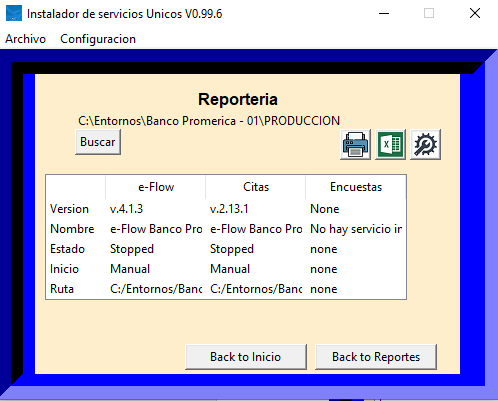 Instalador de servicios Unicos V0.99.6
Archivo Configuracion
Reporteria
C:\Entornos\Banco Promerica - 01\PRODUCCION
Buscar
e-Flow Citas Encuestas
Version v.4.1.3 v.2.13.1 None
Nombre e-Flow Banco Pro e-Flow Banco Pro No hay servicio in
Estado Stopped Stopped none
Inicio Manual Manual none
Ruta C:/Entornos/Banc C:/Entornos/Banc none
Back to Inicio Back to Reportes